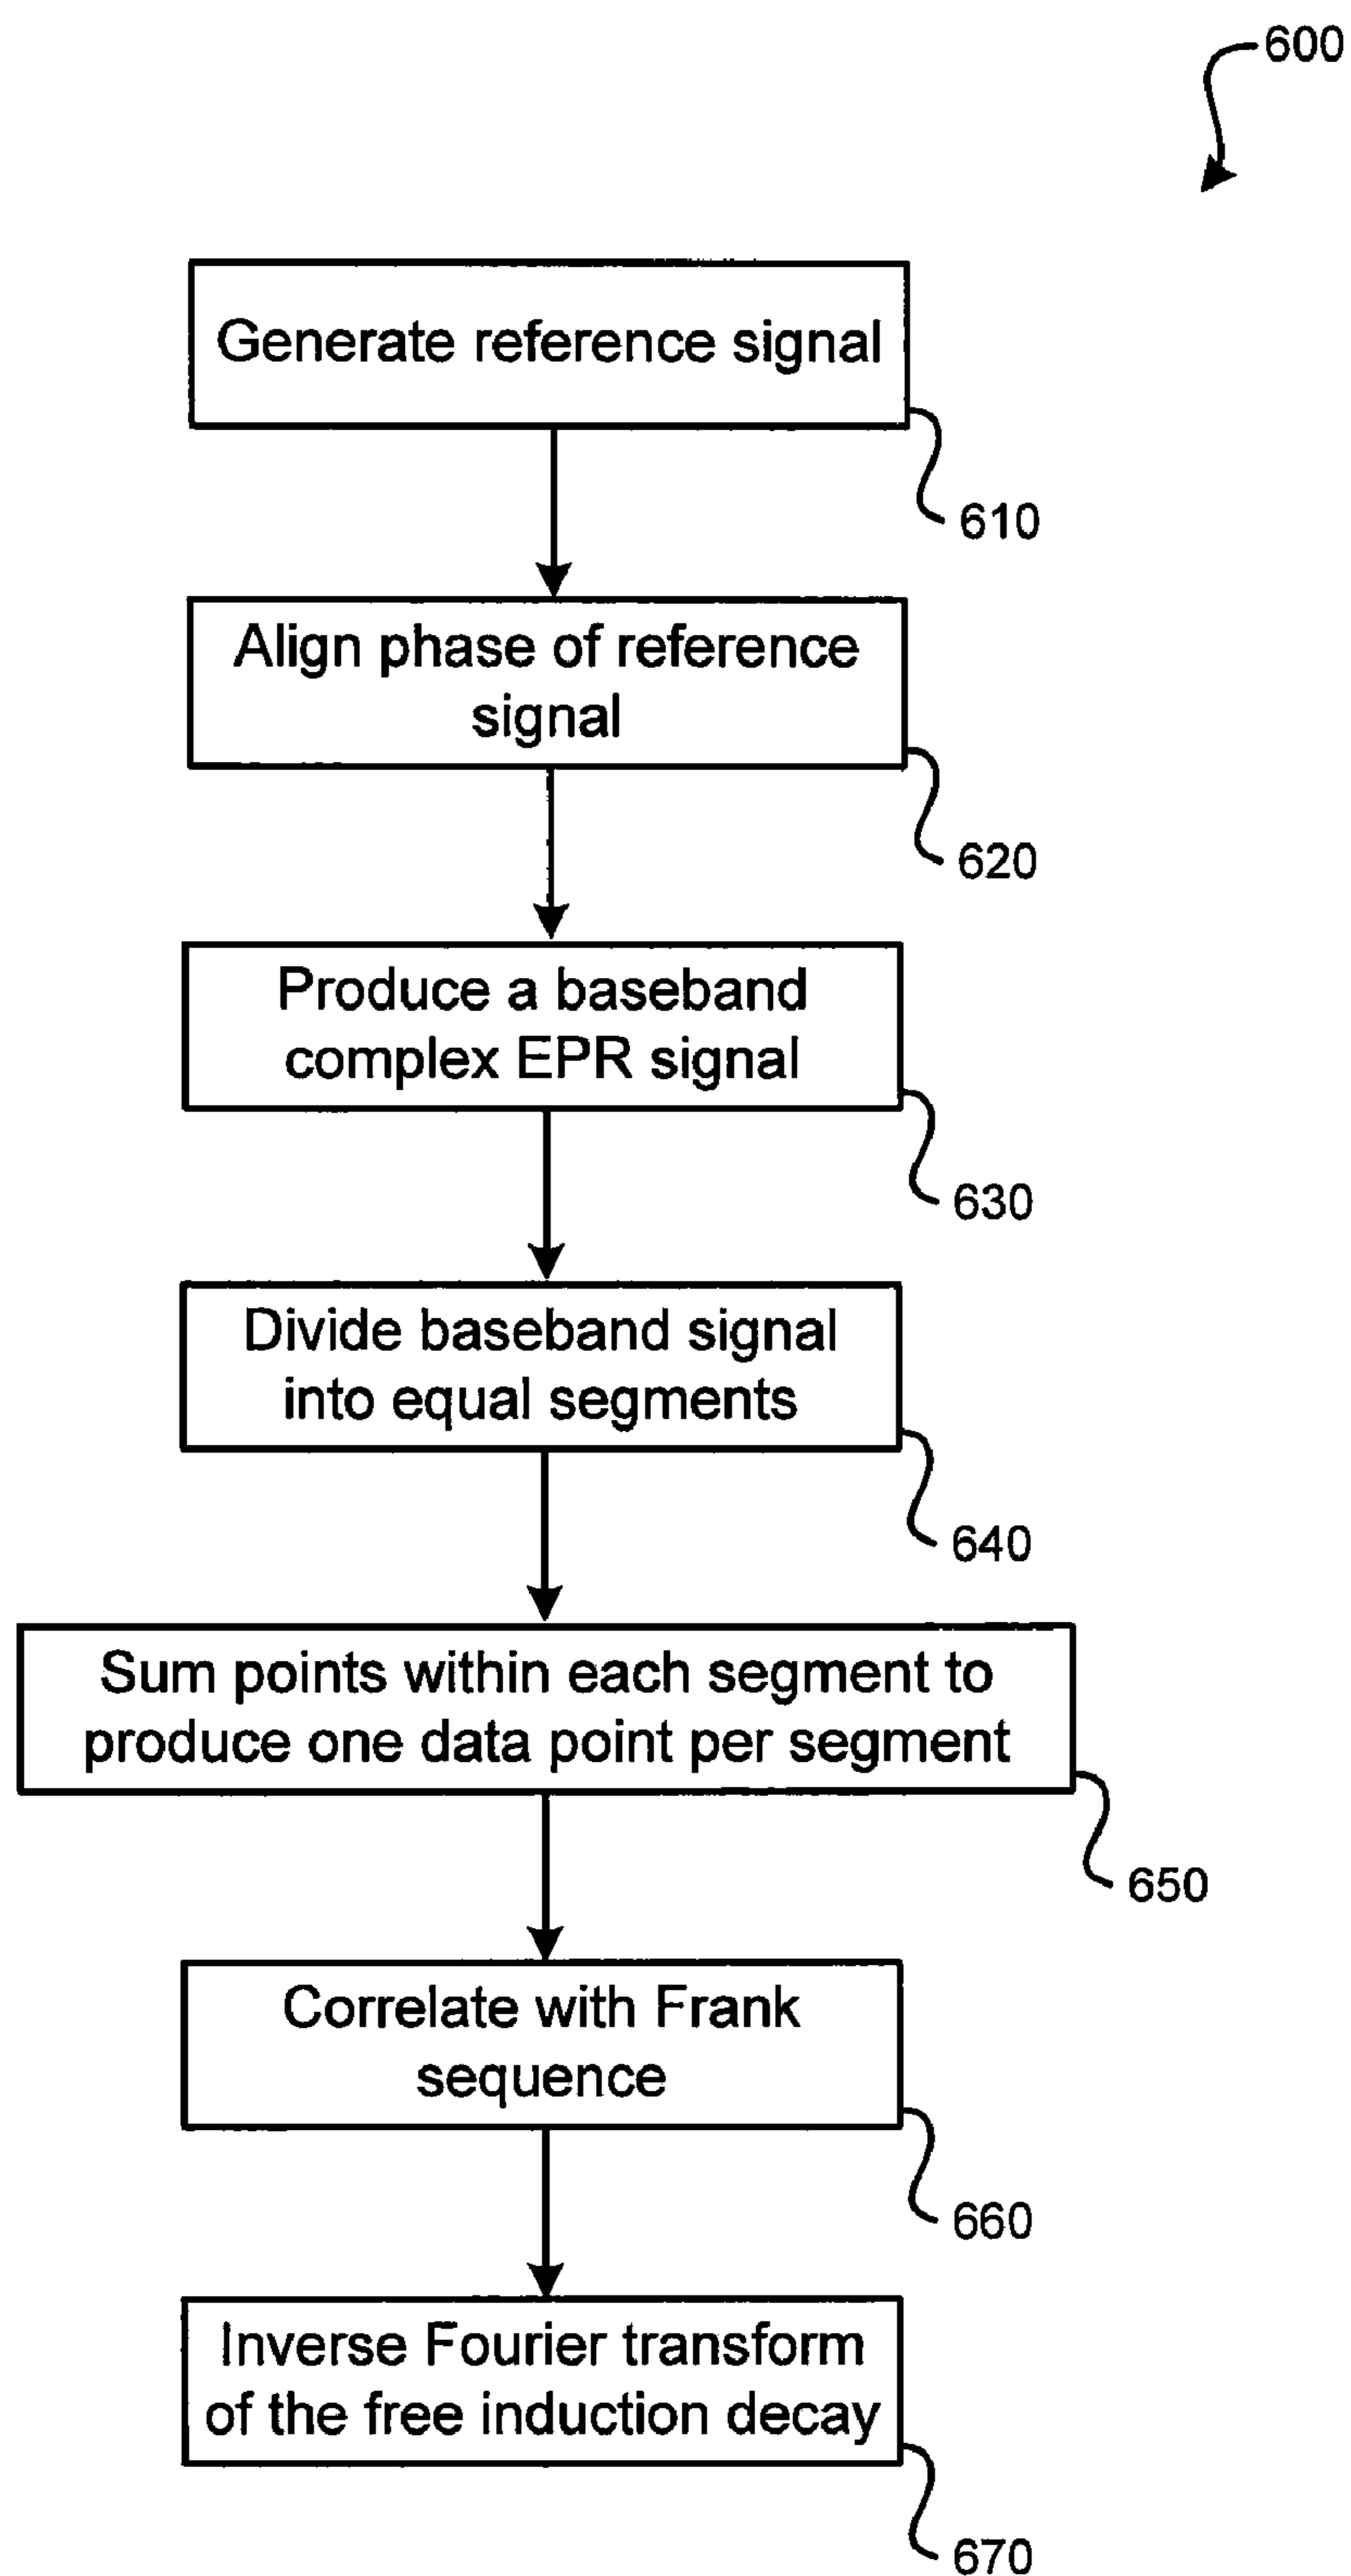 600
Generate reference signal
610
Align phase of reference
signal
620
Produce a baseband
complex EPR signal
630
Divide baseband signal
into equal segments
640
Sum points within each segment to
produce one data point per segment
650
Correlate with Frank
sequence
660
Inverse Fourier transform
of the free induction decay
670